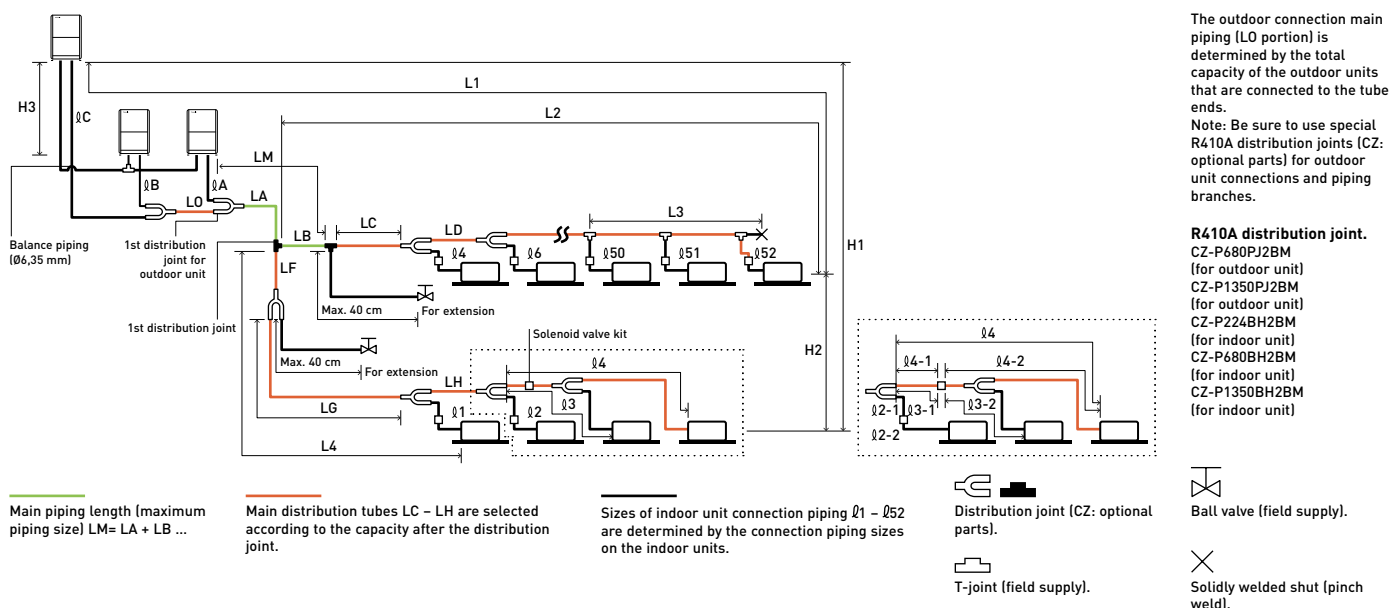 H3
ℓC
ℓB
ℓA
LO
LA
LM
L1
L2
LB
LC
LD
L3
ℓ4
ℓ6
ℓ50
ℓ51
ℓ52
H1
H2
Balance piping
(Ø6,35 mm)
1st distribution
joint for
outdoor unit
LF
1st distribution joint
Max. 40 cm
For extension
Max. 40 cm
For extension
Solenoid valve kit
LG
LH
L4
ℓ1
ℓ2
ℓ3
ℓ4
ℓ4
ℓ4-1
ℓ4-2
ℓ2-1
ℓ3-1
ℓ3-2
ℓ2-2
The outdoor connection main
piping (LO portion) is
determined by the total
capacity of the outdoor units
that are connected to the tube
ends.
Note: Be sure to use special
R410A distribution joints (CZ:
optional parts) for outdoor
unit connections and piping
branches.
R410A distribution joint.
CZ-P680PJ2BM
(for outdoor unit)
CZ-P1350PJ2BM
(for outdoor unit)
CZ-P224BH2BM
(for indoor unit)
CZ-P680BH2BM
(for indoor unit)
CZ-P1350BH2BM
(for indoor unit)
Main piping length (maximum
piping size) LM= LA + LB ...
Main distribution tubes LC – LH are selected
according to the capacity after the distribution
joint.
Sizes of indoor unit connection piping ℓ1 – ℓ52
are determined by the connection piping sizes
on the indoor units.
Distribution joint (CZ: optional
parts).
T-joint (field supply).
Ball valve (field supply).
Solidly welded shut (pinch
weld).